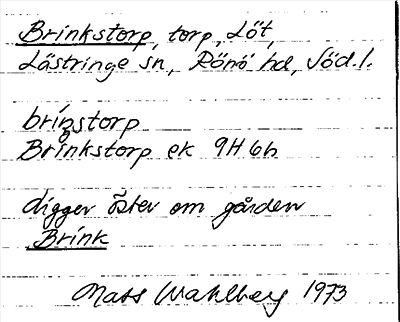 Brinkstorp, torp, Löt,
Lästringe sn, Rönö hd, Söd.l.
briŋstorp
Brinkstorp ek 9H 6h
ligger öster om gården
Brink
Mats Wahlberg 1973